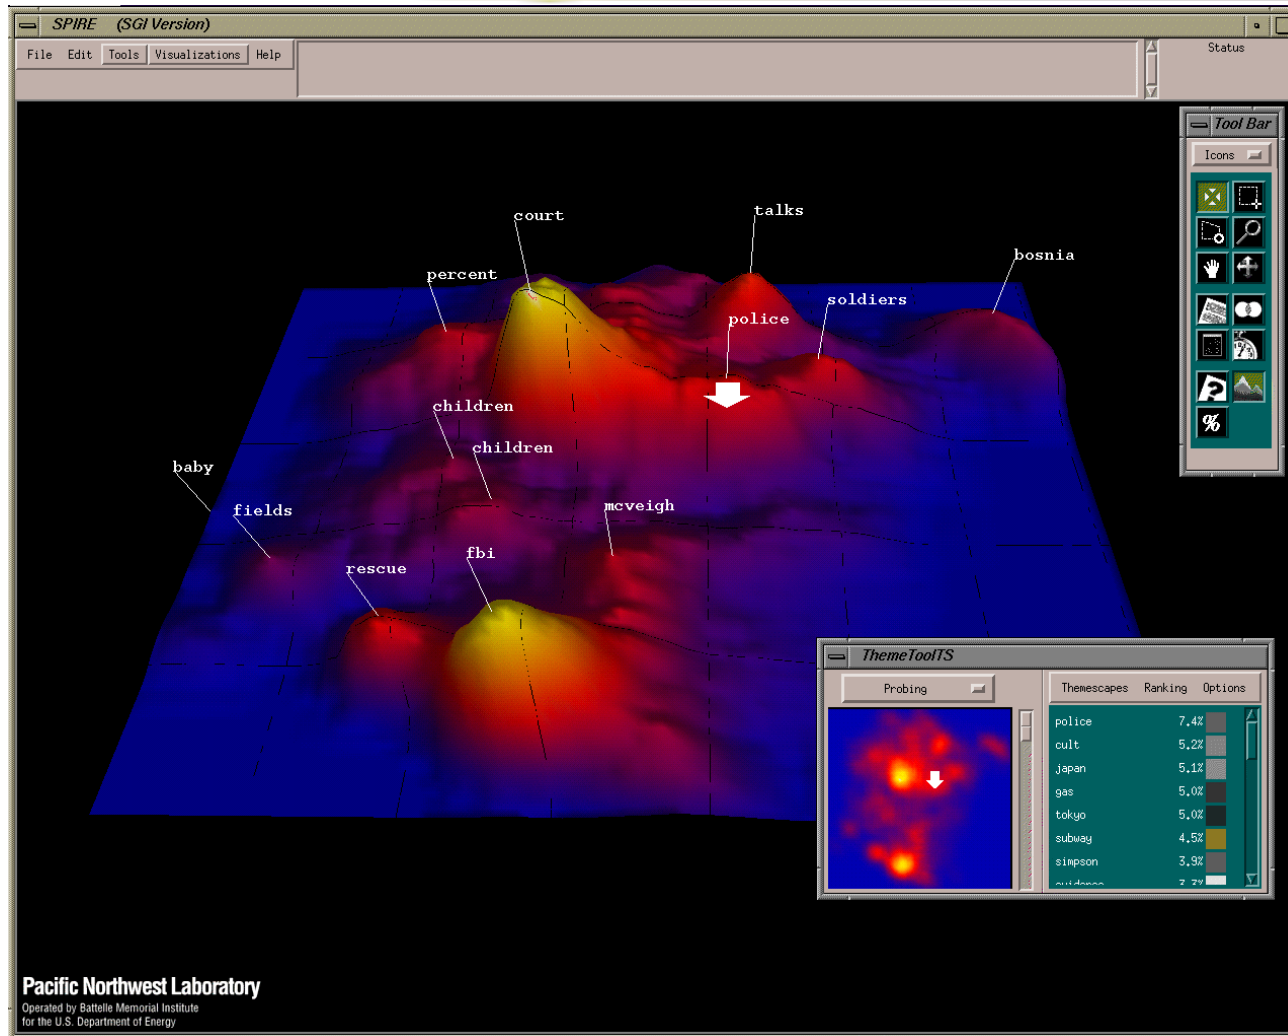 SPIRE (SGI Version)
File Edit Tools Visualizations Help
Status
Tool Bar
Icons
court
talks
bosnia
percent
soldiers
police
children
children
baby
fields
mcveigh
fbi
rescue
%
ThemeToolTS
Probing
Themescapes Ranking Options
police 7.4%
cult 5.2%
japan 5.1%
gas 5.0%
tokyo 5.0%
subway 4.5%
simpson 3.9%
Pacific Northwest Laboratory
Operated by Battelle Memorial Institute
for the U.S. Department of Energy